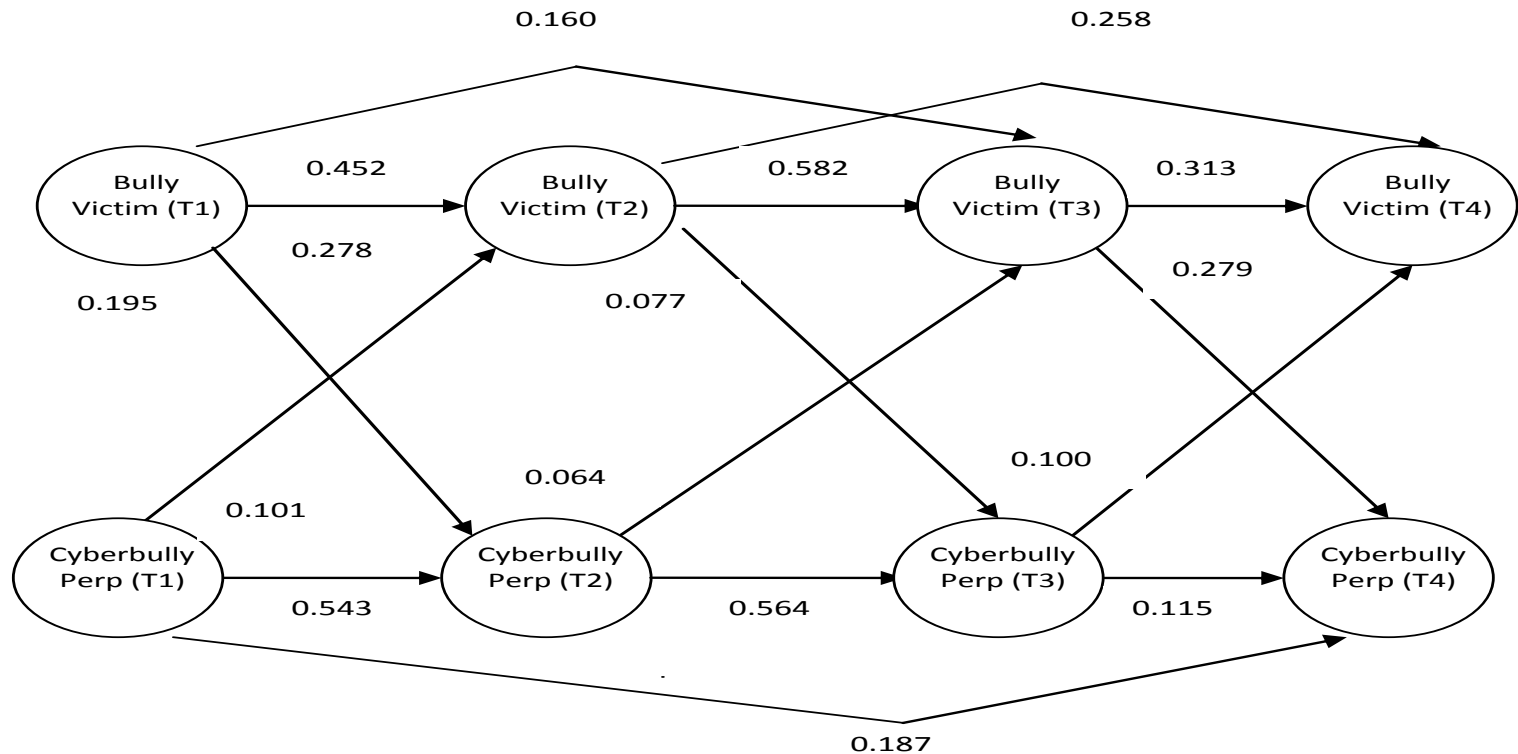 0.160
0.258
0.452
0.582
0.313
Bully
Victim (T1)
Bully
Victim (T2)
Bully
Victim (T3)
Bully
Victim (T4)
0.278
0.279
0.195
0.077
0.100
0.064
0.101
Cyberbully
Perp (T1)
Cyberbully
Perp (T2)
Cyberbully
Perp (T3)
Cyberbully
Perp (T4)
0.543
0.564
0.115
0.187